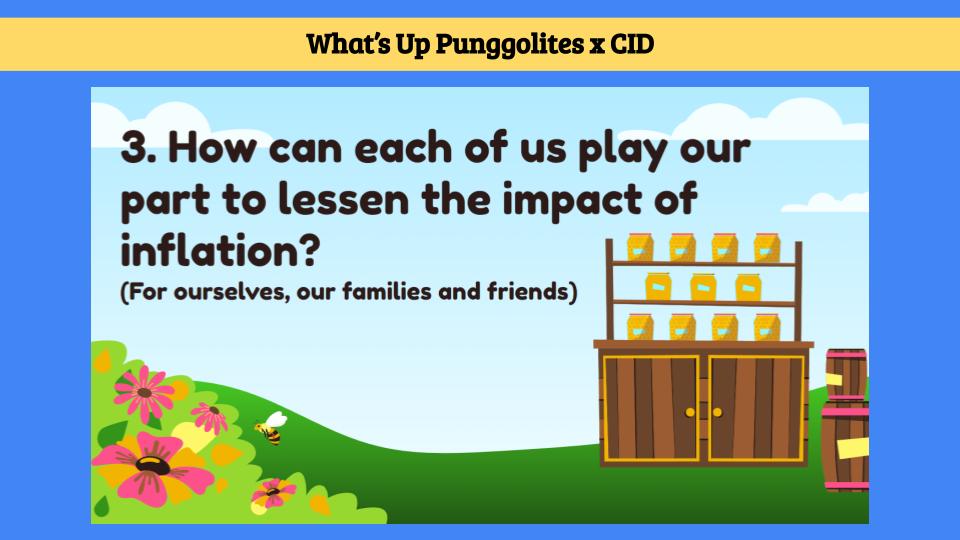 What's Up Punggolites x CID
3. How can each of us play our
part to lessen the impact of
inflation?
(For ourselves, our families and friends)